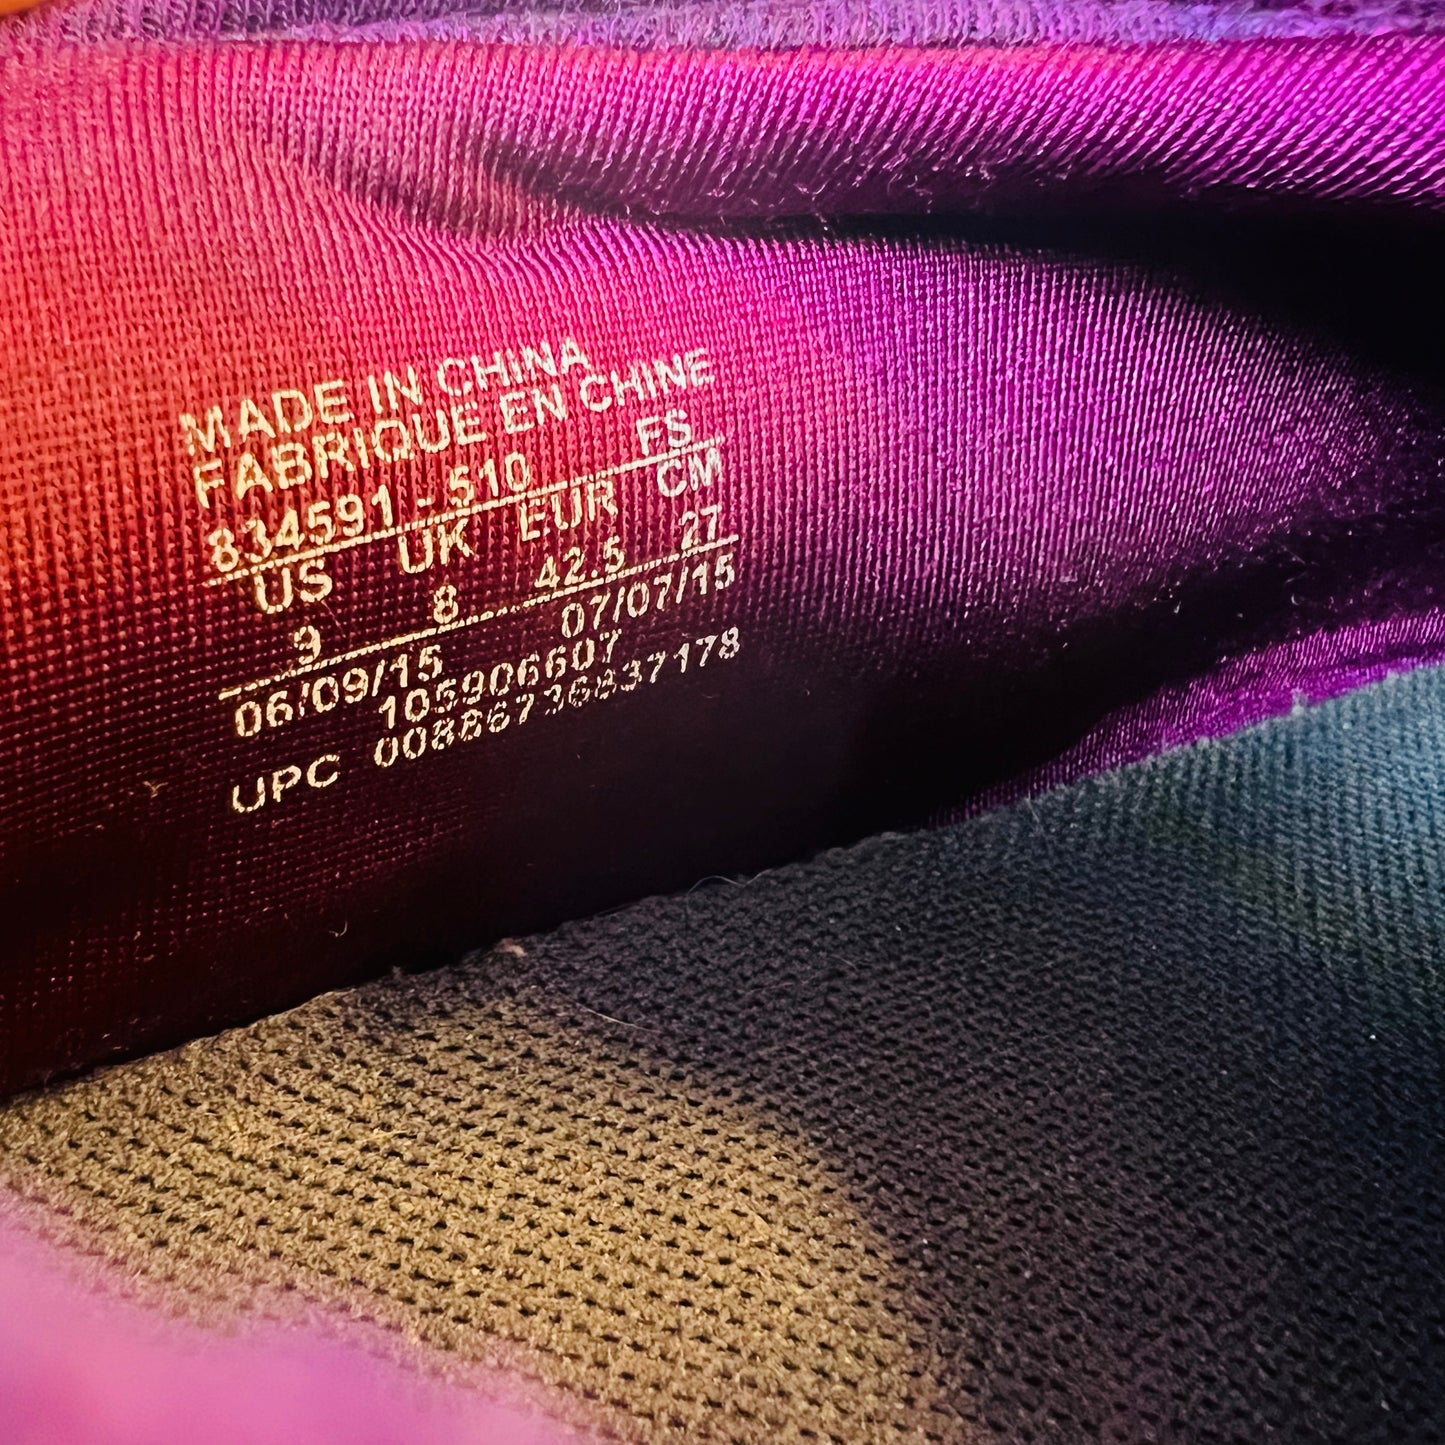 MADE IN CHINA
FABRIQUE EN CHINE
834591 - 510 FS
US UK EUR CM
9 8 42.5 27
06/09/15 07/07/15
105906607
UPC 00886736837178